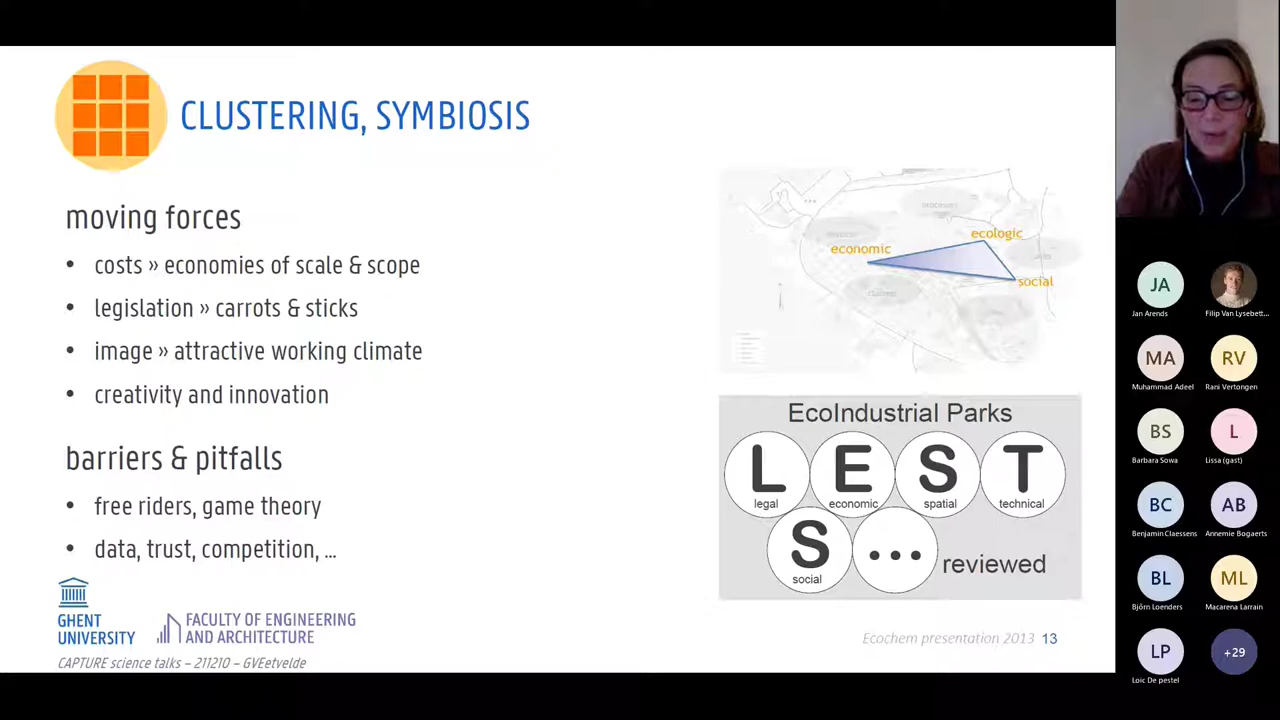 CLUSTERING, SYMBIOSIS
moving forces
• costs » economies of scale & scope
• legislation » carrots & sticks
• image » attractive working climate
• creativity and innovation
barriers & pitfalls
• free riders, game theory
• data, trust, competition, ...
economic
ecologic
social
processes
clusters
EcoIndustrial Parks
L E S T
legal economic spatial technical
S ...
social
reviewed
GHENT
UNIVERSITY
FACULTY OF ENGINEERING
AND ARCHITECTURE
Ecochem presentation 2013 13
CAPTURE science talks – 211210 – GVEetvelde
JA
Jan Arends
Filip Van Lysebett...
MA RV
Muhammad Adeel Rani Vertongen
BS L
Barbara Sowa Lissa (gast)
BC AB
Benjamin Claessens Annemie Bogaerts
BL ML
Björn Loenders Macarena Larrain
LP +29
Loic De pestel